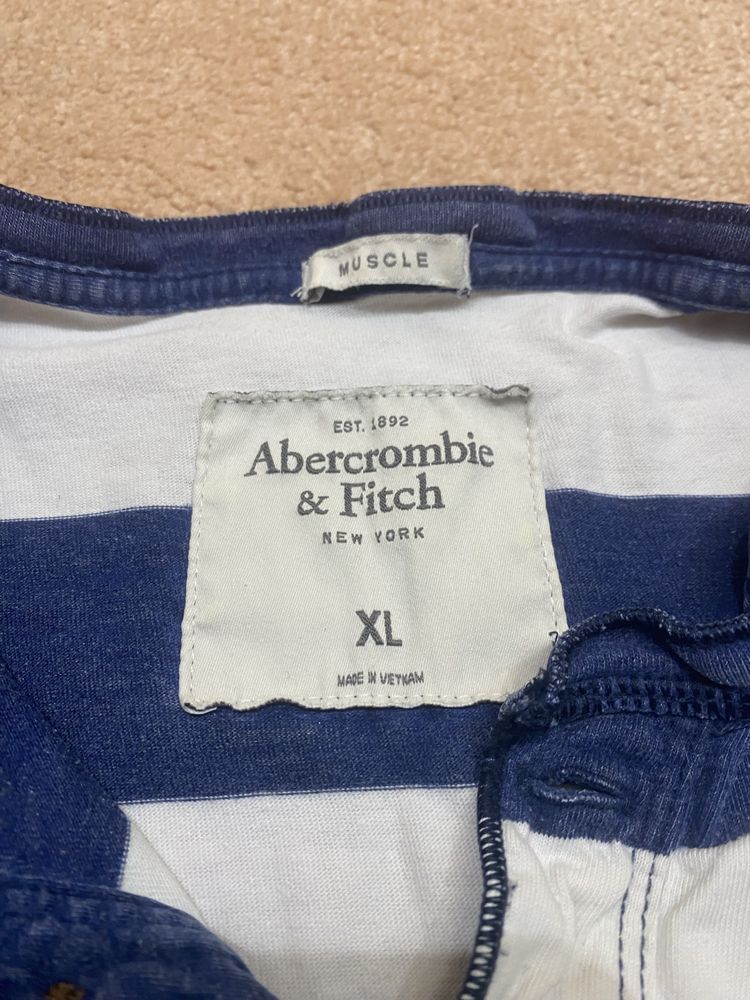 MUSCLE
EST. 1892
Abercrombie
& Fitch
NEW YORK
XL
MADE IN VIETNAM